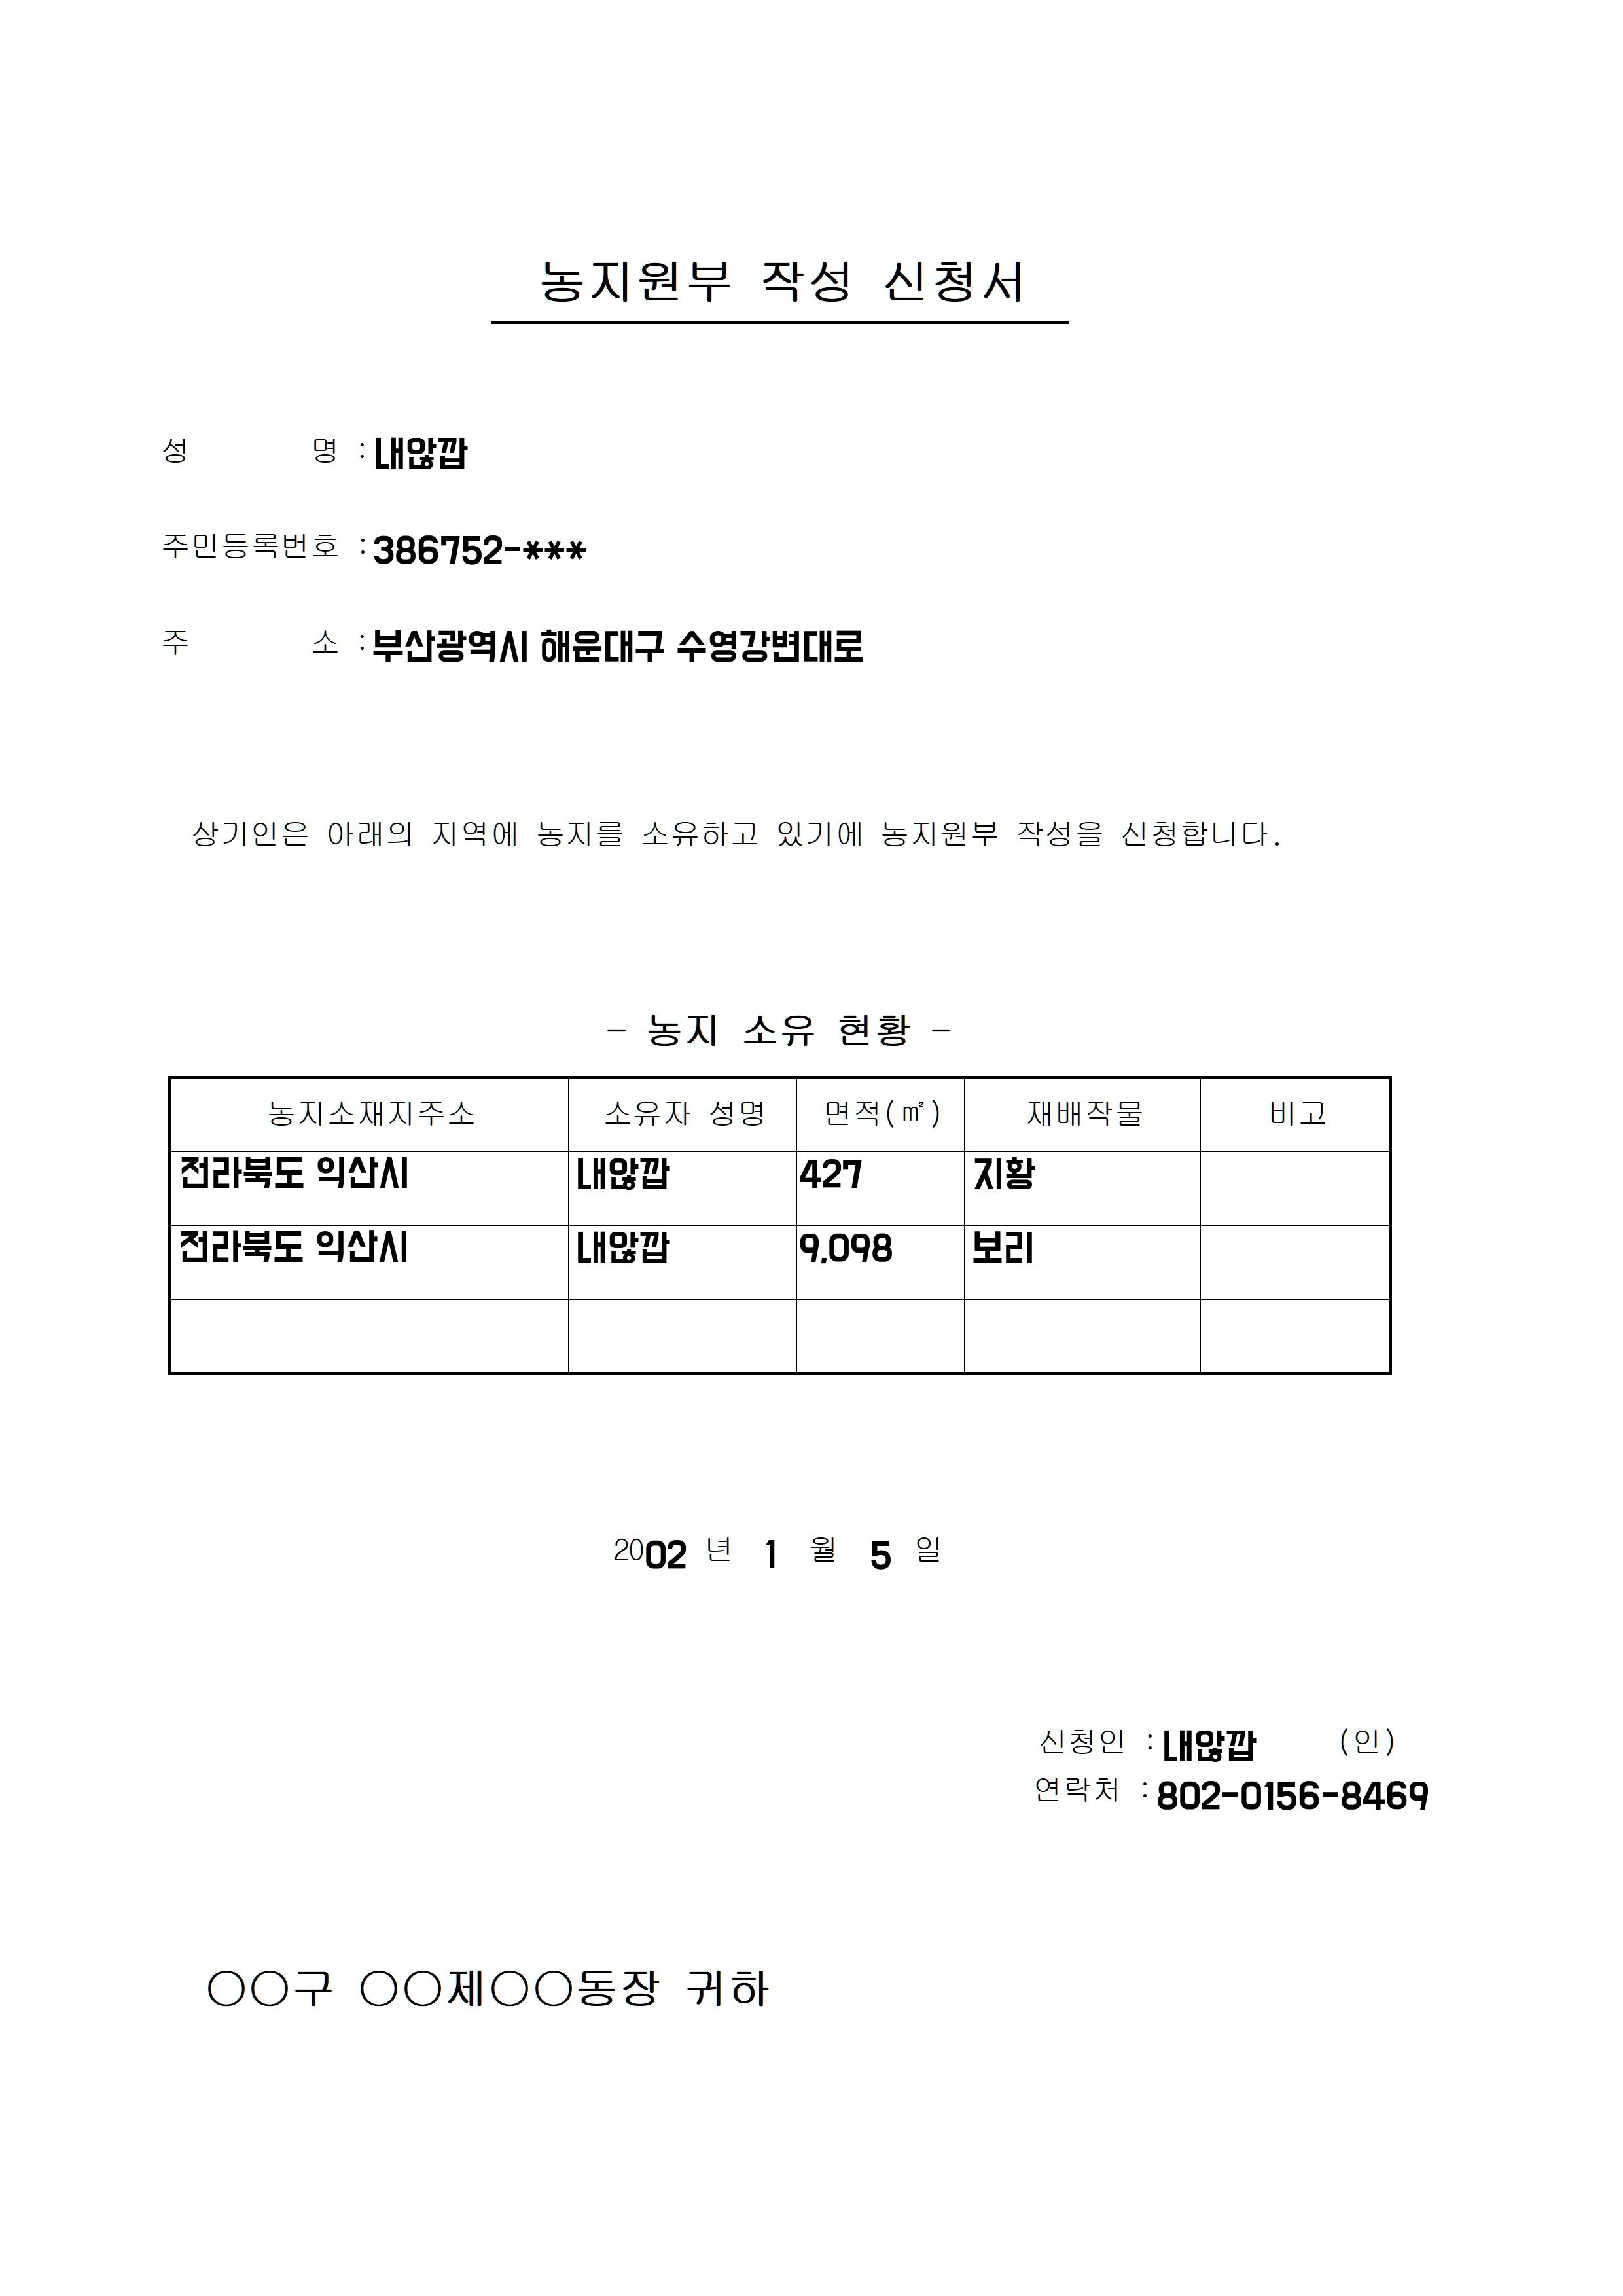 농지원부 작성 신청서
성 명 : 내않깝
주민등록번호 : 386752-***
주 소 : 부산광역시 해운대구 수영강변대로
상기인은 아래의 지역에 농지를 소유하고 있기에 농지원부 작성을 신청합니다.
- 농지 소유 현황 -
농지소재지주소 소유자 성명 면적(㎡) 재배작물 비고
전라북도 익산시 내않깝 427 지황
전라북도 익산시 내않깝 9,098 보리
2002 년 1 월 5 일
신청인 : 내않깝 (인)
연락처 : 802-0156-8469
○○구 ○○제○○동장 귀하